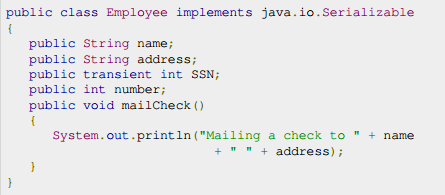 public class Employee implements java.io.Serializable
{
   public String name;
   public String address;
   public transient int SSN;
   public int number;
   public void mailCheck()
   {
      System.out.println("Mailing a check to " + name
                           + " " + address);
   }
}